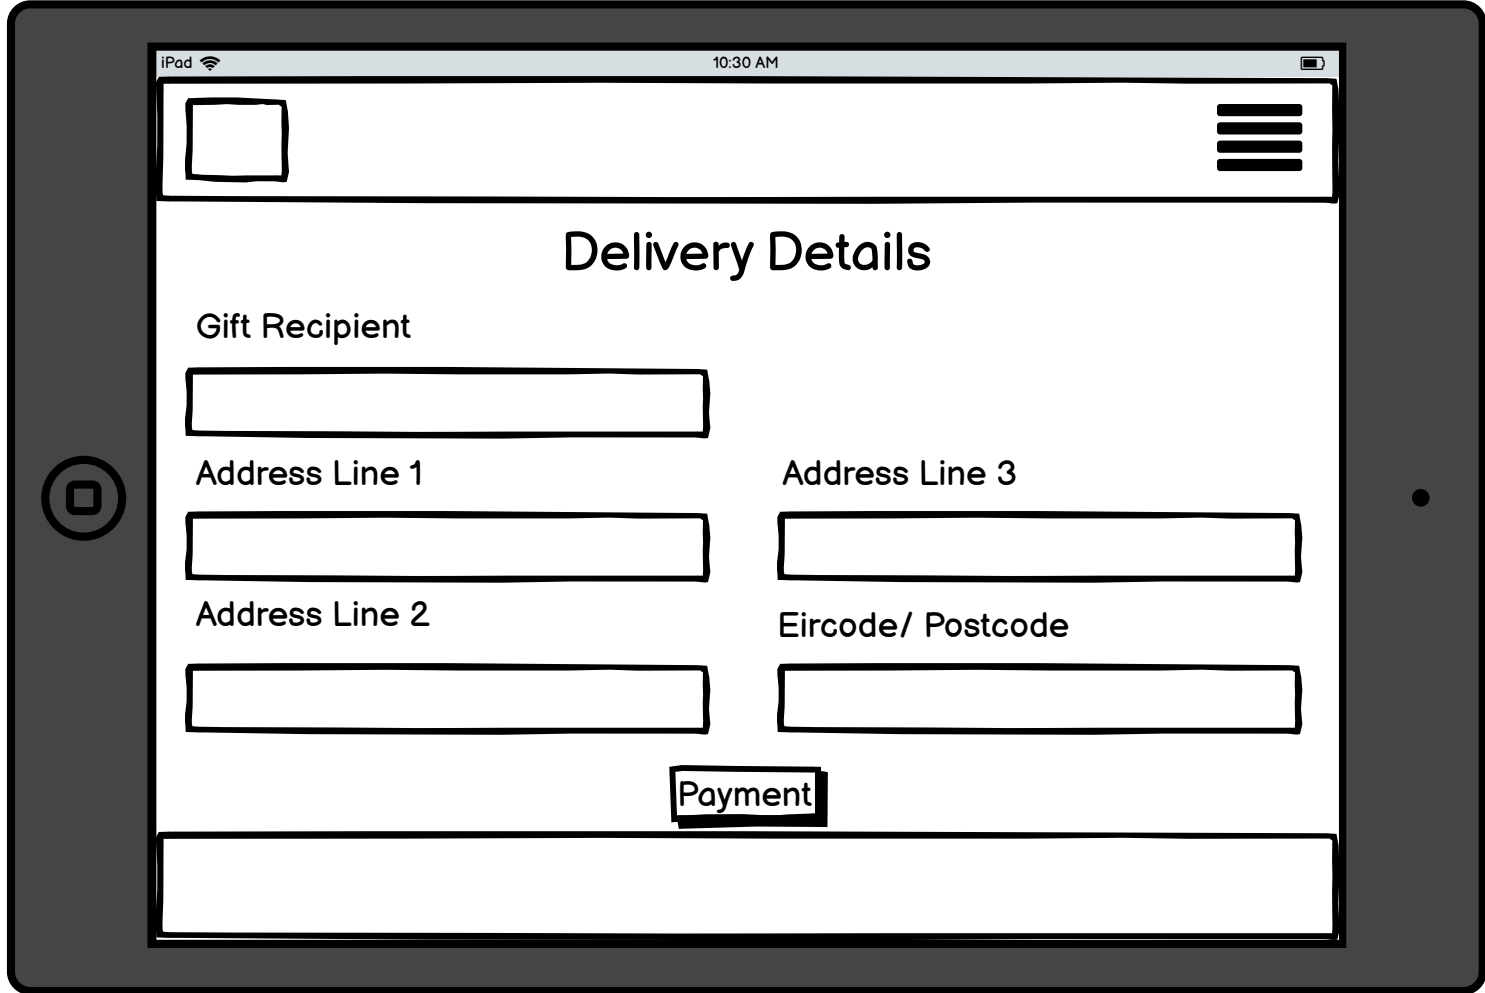 iPad
10:30 AM
Delivery Details
Gift Recipient
Address Line 1
Address Line 3
Address Line 2
Eircode/ Postcode
Payment